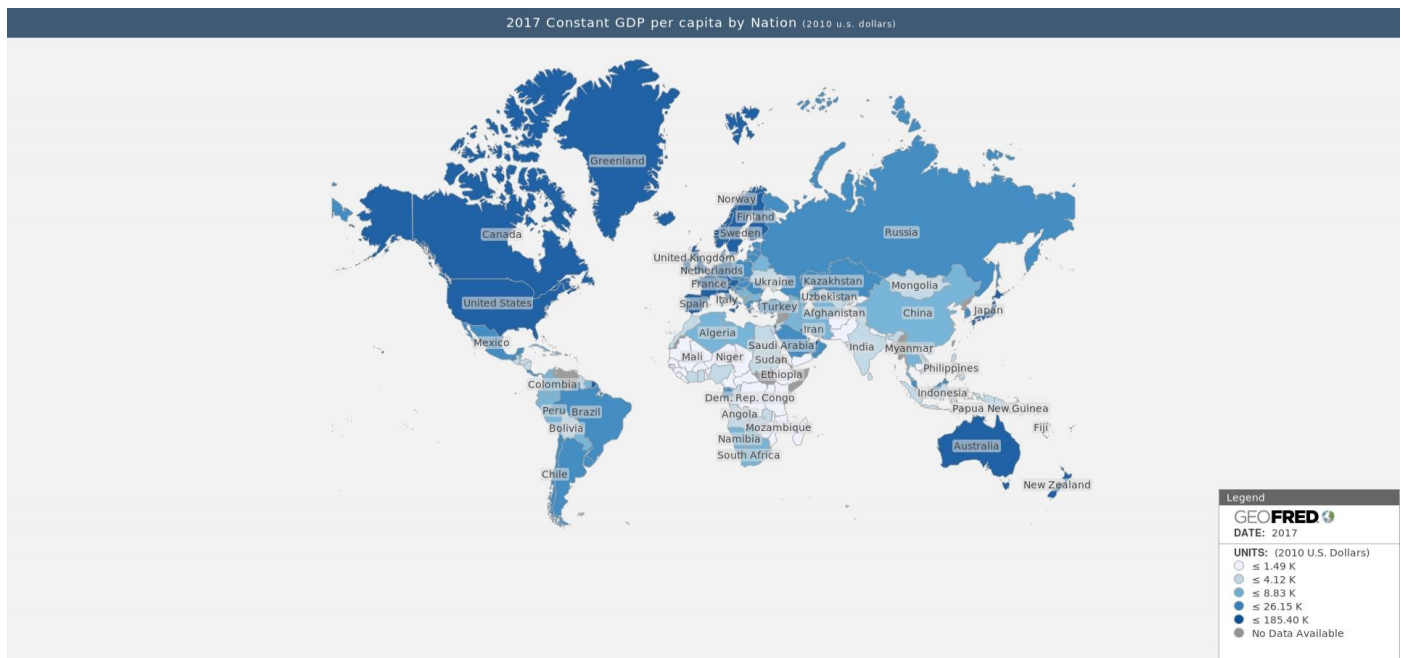 2017 Constant GDP per capita by Nation (2010 u.s. dollars)
Greenland
Norway
Finland
Sweden
Russia
Canada
United Kingdom
Netherlands
France
Ukraine
Kazakhstan
Mongolia
United States
Spain
Italy
Turkey
Uzbekistan
Afghanistan
China
Japan
Mexico
Algeria
Iran
Saudi Arabia
India
Myanmar
Mali
Niger
Sudan
Ethiopia
Philippines
Colombia
Dem. Rep. Congo
Indonesia
Peru
Brazil
Angola
Papua New Guinea
Bolivia
Mozambique
Fiji
Namibia
Australia
South Africa
Chile
New Zealand
Legend
GEOFRED
DATE: 2017
UNITS: (2010 U.S. Dollars)
≤ 1.49 K
≤ 4.12 K
≤ 8.83 K
≤ 26.15 K
≤ 185.40 K
No Data Available